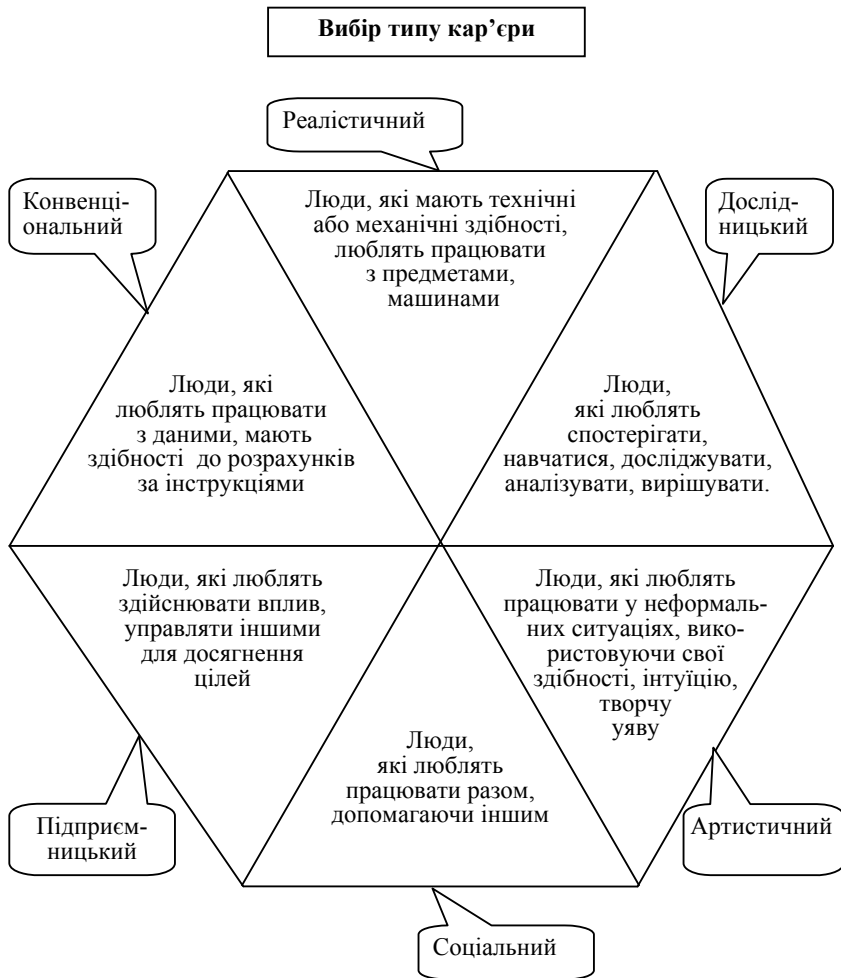 Вибір типу кар’єри
Реалістичний
Конвенці-
ональний
Дослід-
ницький
Люди, які мають технічні
або механічні здібності,
люблять працювати
з предметами,
машинами
Люди, які
люблять працювати
з даними, мають
здібності до розрахунків
за інструкціями
Люди,
які люблять
спостерігати,
навчатися, досліджувати,
аналізувати, вирішувати.
Люди, які люблять
здійснювати вплив,
управляти іншими
для досягнення
цілей
Люди, які люблять
працювати у неформаль-
них ситуаціях, вико-
ристовуючи свої
здібності, інтуїцію,
творчу
уяву
Люди,
які люблять
працювати разом,
допомагаючи іншим
Підприєм-
ницький
Артистичний
Соціальний